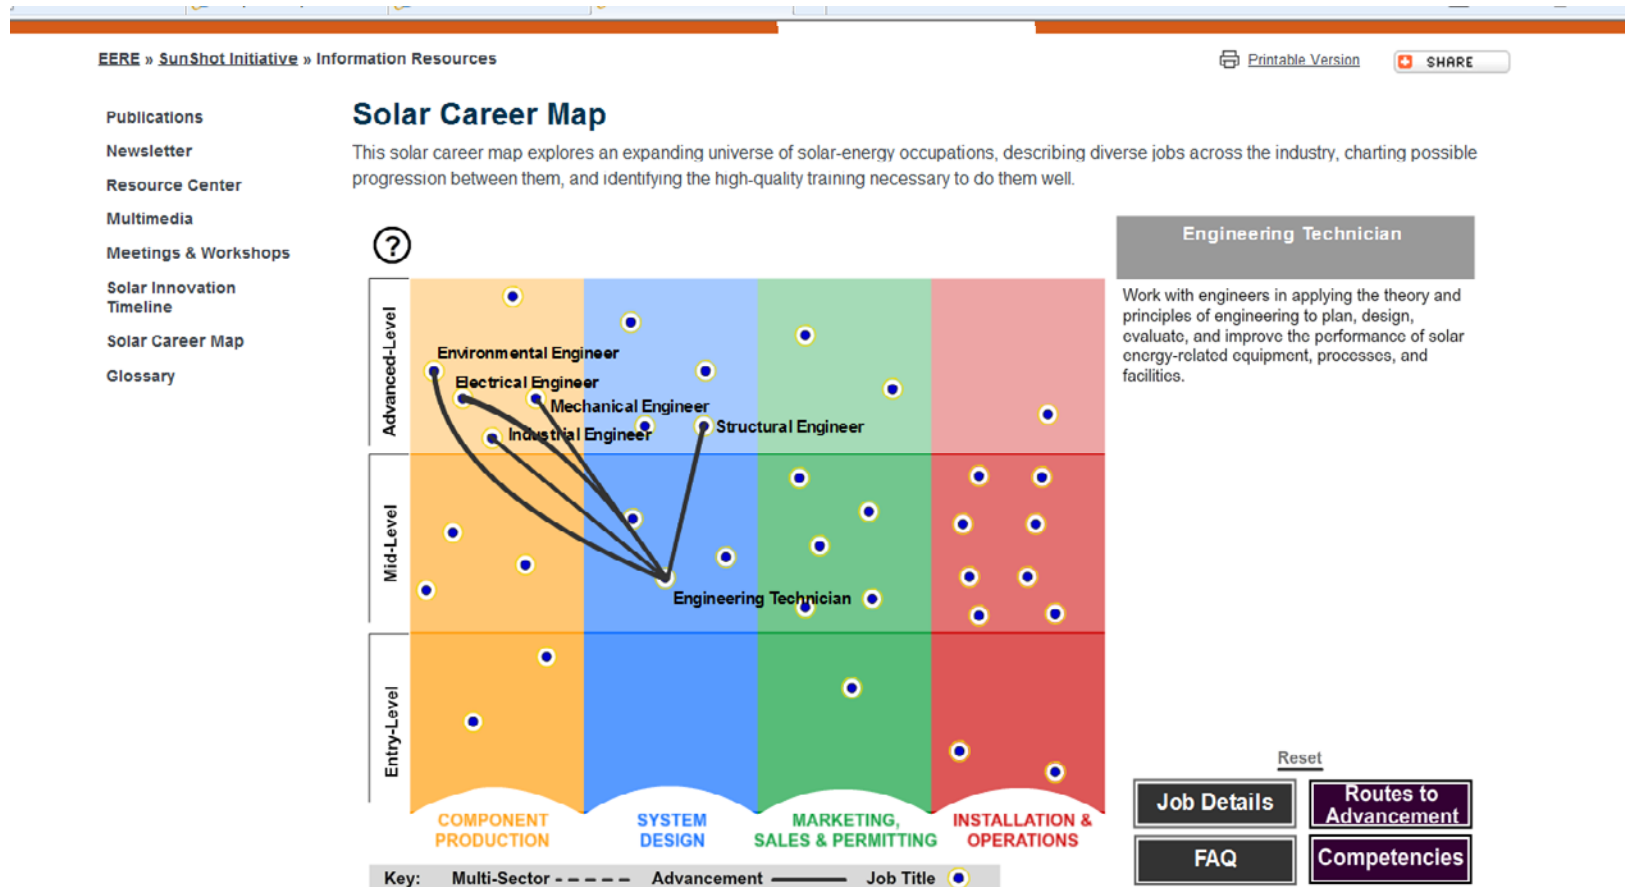 EERE » SunShot Initiative » Information Resources
Printable Version
SHARE
Publications
Newsletter
Resource Center
Multimedia
Meetings & Workshops
Solar Innovation
Timeline
Solar Career Map
Glossary
Solar Career Map
This solar career map explores an expanding universe of solar-energy occupations, describing diverse jobs across the industry, charting possible
progression between them, and identifying the high-quality training necessary to do them well.
?
Advanced-Level
Mid-Level
Entry-Level
Environmental Engineer
Electrical Engineer
Mechanical Engineer
Industrial Engineer
Structural Engineer
Engineering Technician
COMPONENT
PRODUCTION
SYSTEM
DESIGN
MARKETING,
SALES & PERMITTING
INSTALLATION &
OPERATIONS
Key: Multi-Sector Advancement Job Title
Engineering Technician
Work with engineers in applying the theory and
principles of engineering to plan, design,
evaluate, and improve the performance of solar
energy-related equipment, processes, and
facilities.
Reset
Job Details
Routes to
Advancement
FAQ
Competencies